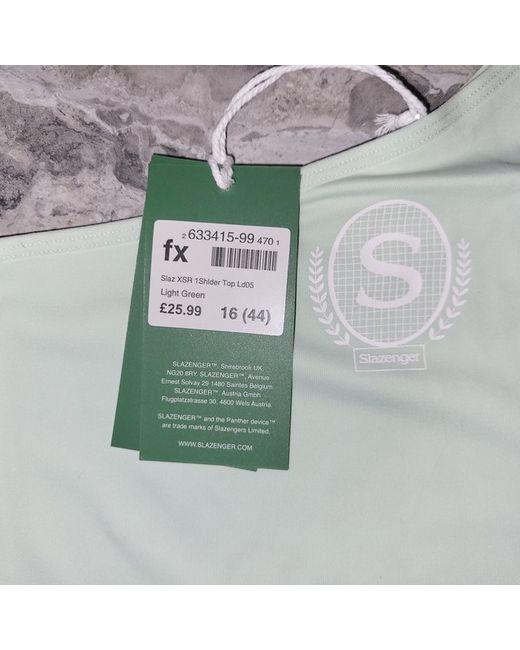 2 633415-99 470 1
fx
Slaz XSR 1Shlder Top Ld05
Light Green
£25.99 16 (44)
SLAZENGER™, Shirebrook UK,
NG20 8RY. SLAZENGER™, Avenue
Ernest Solvay 29 1480 Saintes Belgium.
SLAZENGER™, Austria Gmbh
Flugplatzstrasse 30, 4600 Wels Austria.
SLAZENGER™ and the Panther device™
are trade marks of Slazengers Limited.
WWW.SLAZENGER.COM
S
Slazenger